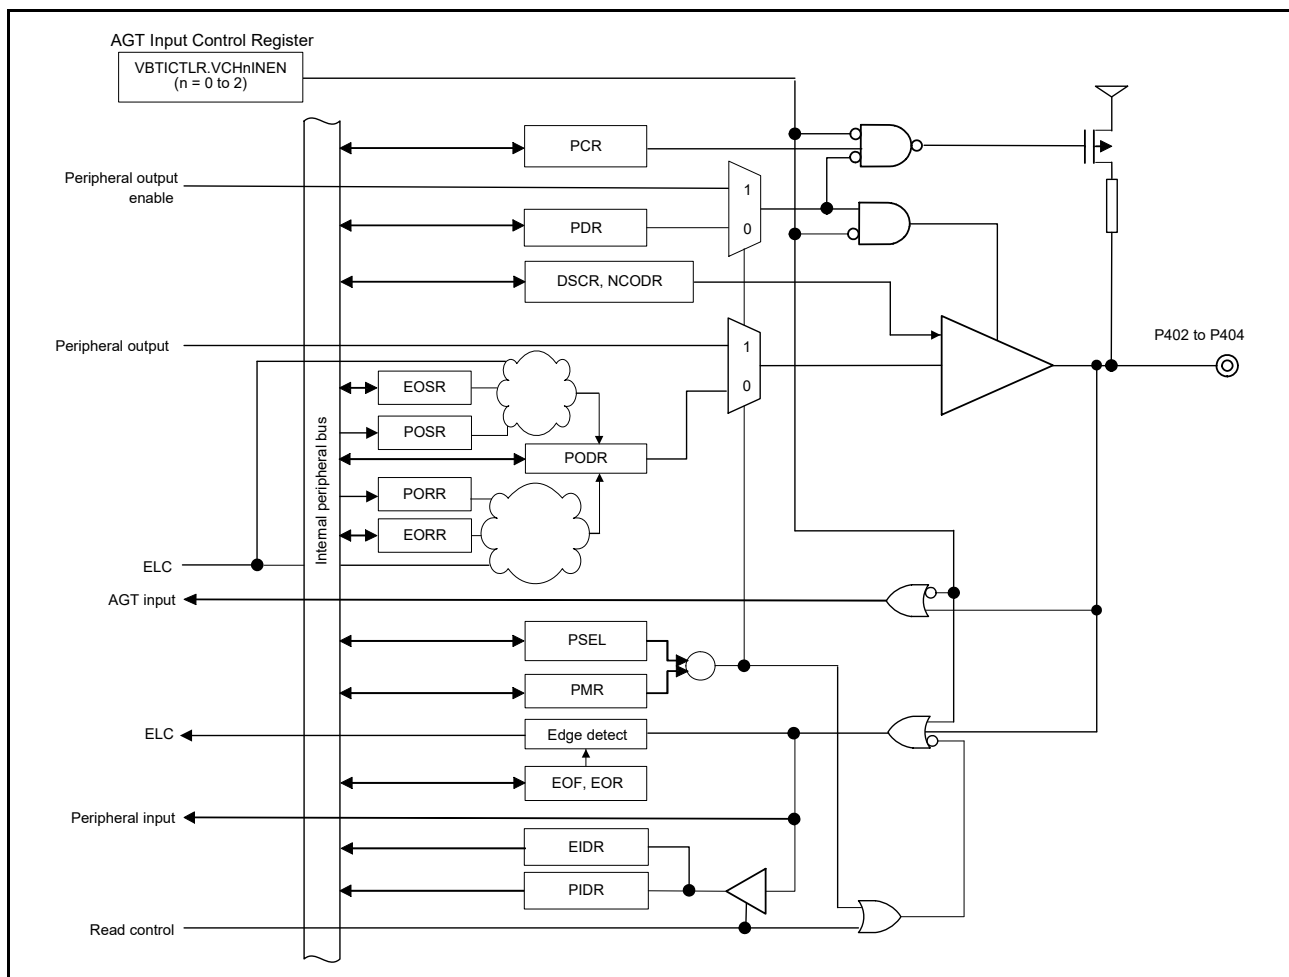 AGT Input Control Register
VBTICTLR.VCHnINEN
(n = 0 to 2)
PCR
Peripheral output
enable
1
PDR
0
DSCR, NCODR
Peripheral output
1
P402 to P404
EOSR
0
POSR
Internal peripheral bus
PODR
PORR
EORR
ELC
AGT input
PSEL
PMR
ELC
Edge detect
EOF, EOR
Peripheral input
EIDR
PIDR
Read control